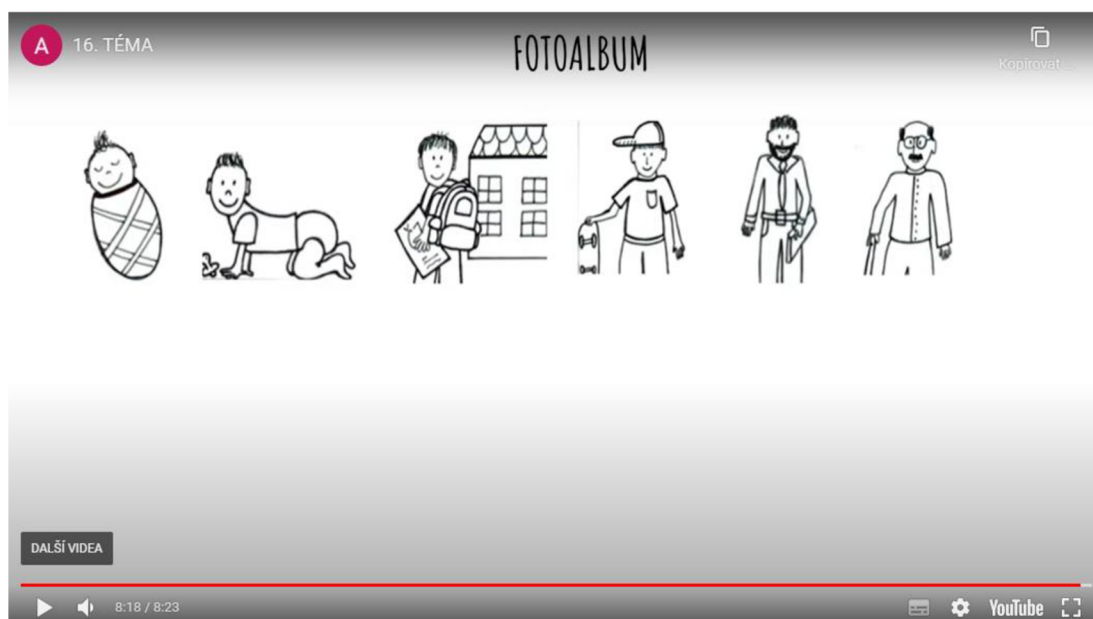 A 16. TÉMA
FOTOALBUM
Kopírovat...
DALŠÍ VIDEA
8:18 / 8:23
YouTube